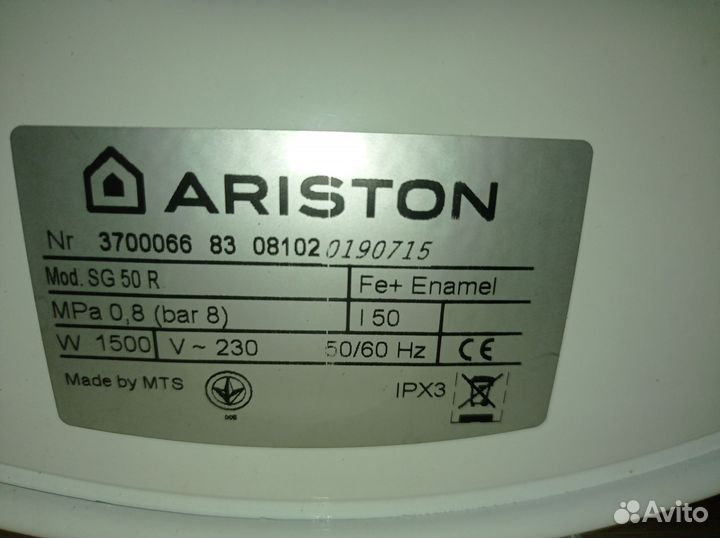 ARISTON
Nr 3700066 83 08102 0190715
Mod. SG 50 R Fe+ Enamel
MPa 0,8 (bar 8) l 50
W 1500 V ~ 230 50/60 Hz CE
Made by MTS IPX3
Avito